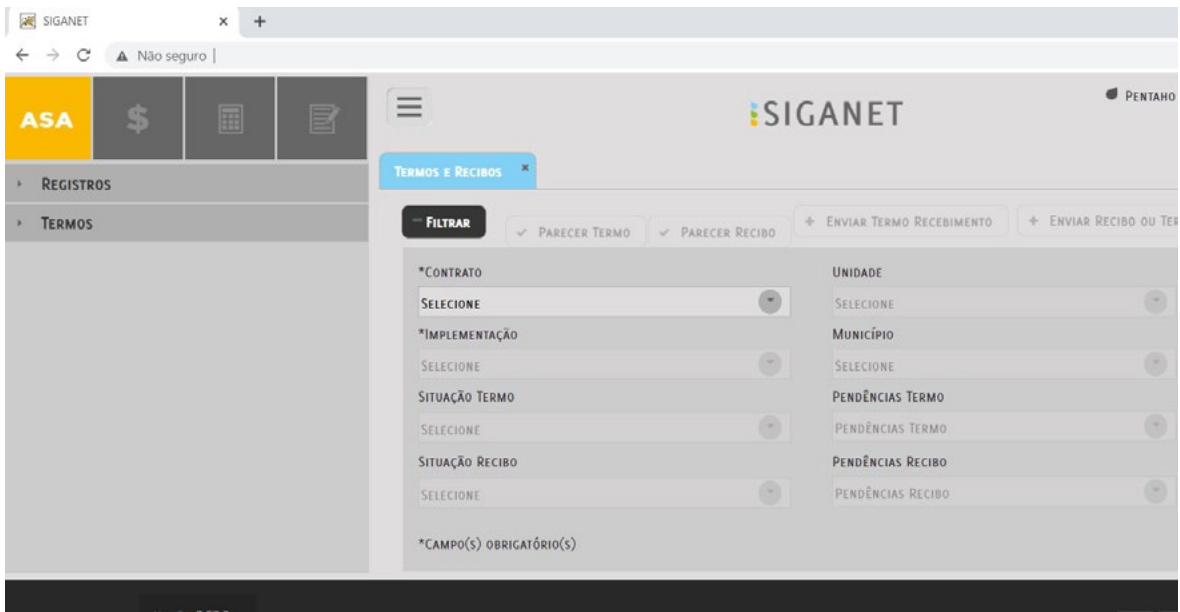 SIGANET
Não seguro
ASA
SIGANET
PENTAHO
REGISTROS
TERMOS
TERMOS E RECIBOS
FILTRAR
PARECER TERMO
PARECER RECIBO
ENVIAR TERMO RECEBIMENTO
ENVIAR RECIBO OU TER
*CONTRATO
UNIDADE
SELECIONE
SELECIONE
*IMPLEMENTAÇÃO
MUNICÍPIO
SELECIONE
SELECIONE
SITUAÇÃO TERMO
PENDÊNCIAS TERMO
SELECIONE
PENDÊNCIAS TERMO
SITUAÇÃO RECIBO
PENDÊNCIAS RECIBO
SELECIONE
PENDÊNCIAS RECIBO
*CAMPO(S) OBRIGATÓRIO(S)